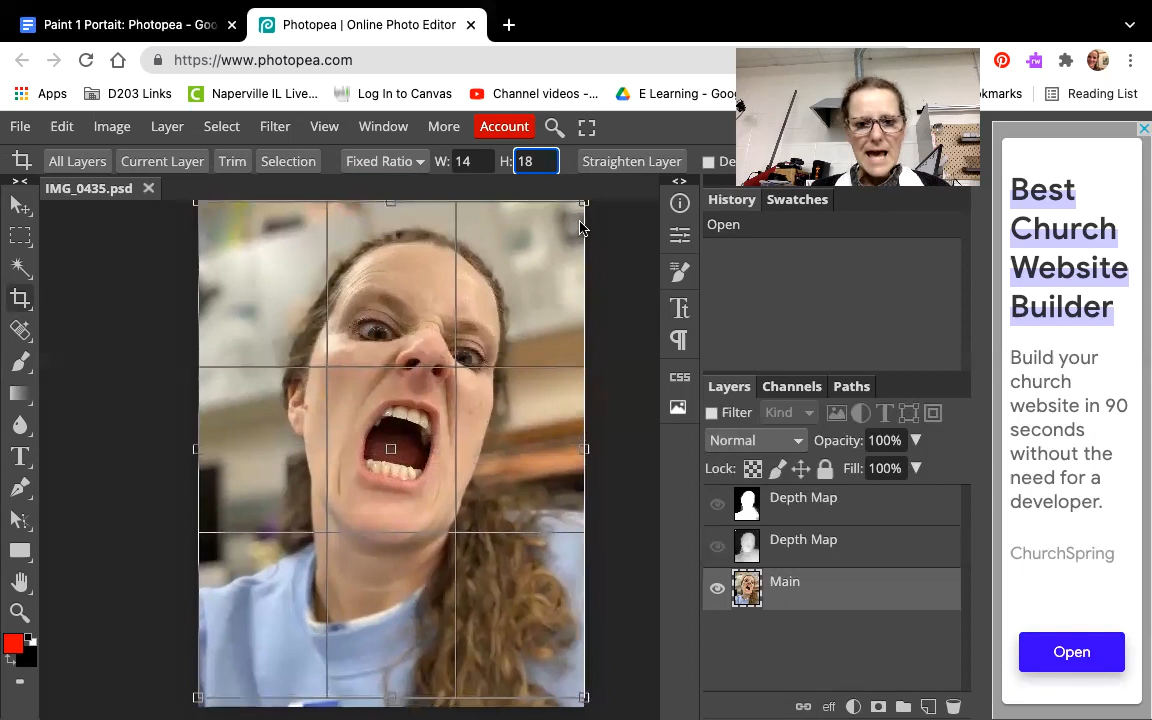 Paint 1 Portait: Photopea - Goo
Photopea | Online Photo Editor
https://www.photopea.com
Apps D203 Links Naperville IL Live... Log In to Canvas Channel videos -... E Learning - Goog
okmarks Reading List
File Edit Image Layer Select Filter View Window More Account
All Layers Current Layer Trim Selection Fixed Ratio W: 14 H: 18 Straighten Layer De
IMG_0435.psd
History Swatches
Open
CSS
Layers Channels Paths
Filter Kind
Normal Opacity: 100%
Lock: Fill: 100%
Depth Map
Depth Map
Main
eff
Best
Church
Website
Builder
Build your
church
website in 90
seconds
without the
need for a
developer.
ChurchSpring
Open